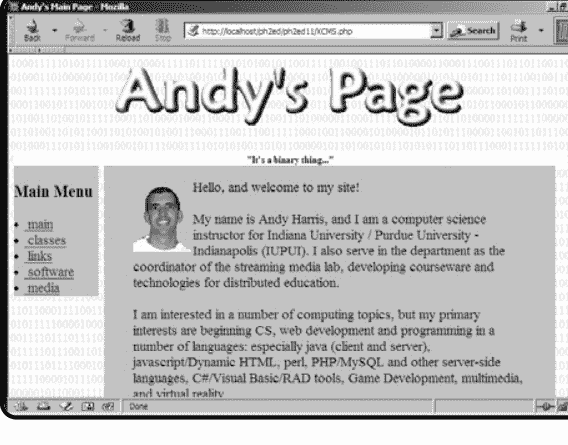 Andy's Main Page - Mozilla
Back
Forward
Reload
Stop
http://localhost/ph2ed/ph2ed11/XCMS.php
Search
Print
Andy's Page
"It's a binary thing..."
Main Menu
main
classes
links
software
media
Hello, and welcome to my site!
My name is Andy Harris, and I am a computer science
instructor for Indiana University / Purdue University -
Indianapolis (IUPUI). I also serve in the department as the
coordinator of the streaming media lab, developing courseware and
technologies for distributed education.
I am interested in a number of computing topics, but my primary
interests are beginning CS, web development and programming in a
number of languages: especially java (client and server),
javascript/Dynamic HTML, perl, PHP/MySQL and other server-side
languages, C#/Visual Basic/RAD tools, Game Development, multimedia,
and virtual reality
Done